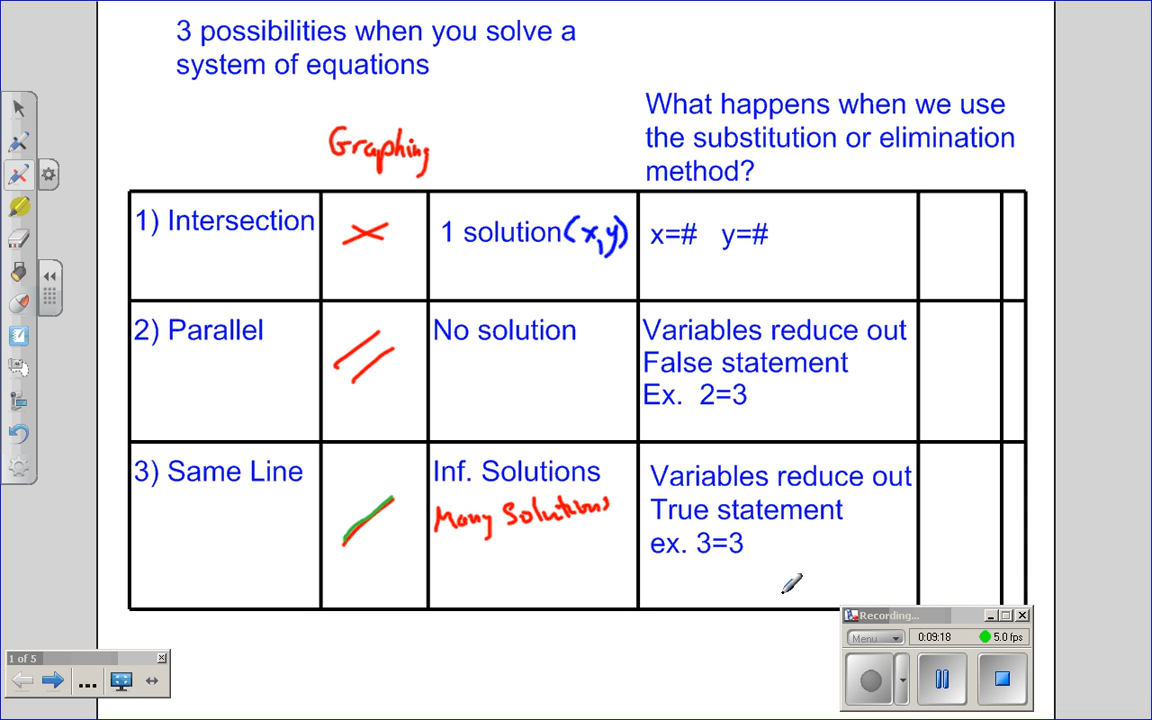 3 possibilities when you solve a
system of equations
What happens when we use
the substitution or elimination
method?
Graphing
1) Intersection
1 solution(x,y)
x=#   y=#
2) Parallel
No solution
Variables reduce out
False statement
Ex.  2=3
3) Same Line
Inf. Solutions
Many Solutions
Variables reduce out
True statement
ex. 3=3
Recording...
Menu
0:09:18
5.0 fps
1 of 5
...